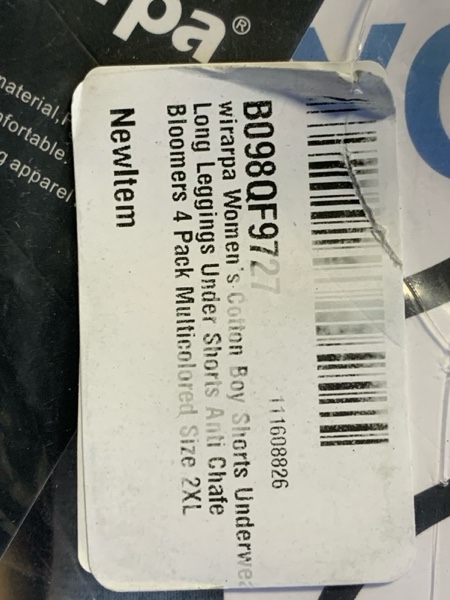 rpa®
material,
fortable.
g apparel
B098QF9727
wirarpa Women's Cotton Boy Shorts Underwea
Long Leggings Under Shorts Anti Chafe
Bloomers 4 Pack Multicolored Size 2XL
NewItem
111608826